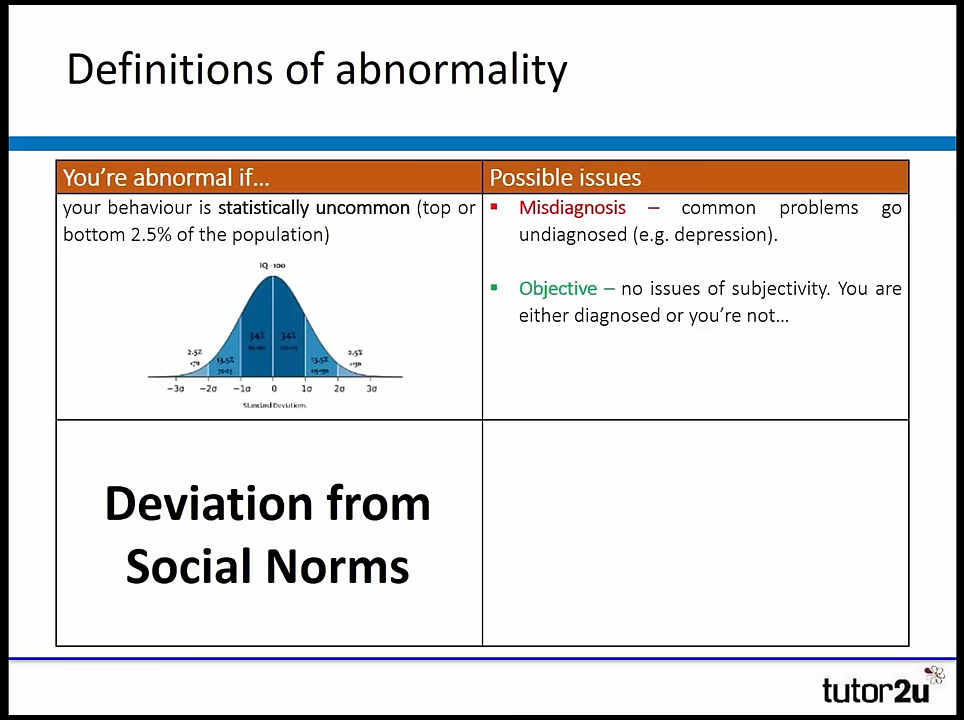 Definitions of abnormality
You’re abnormal if...
Possible issues
your behaviour is statistically uncommon (top or
bottom 2.5% of the population)
IQ - 100
34% 34%
2.5% 2.5%
13.5% 13.5%
−3σ −2σ −1σ 0 1σ 2σ 3σ
Standard Deviations
▪ Misdiagnosis – common problems go
undiagnosed (e.g. depression).
▪ Objective – no issues of subjectivity. You are
either diagnosed or you’re not…
Deviation from
Social Norms
tutor2u